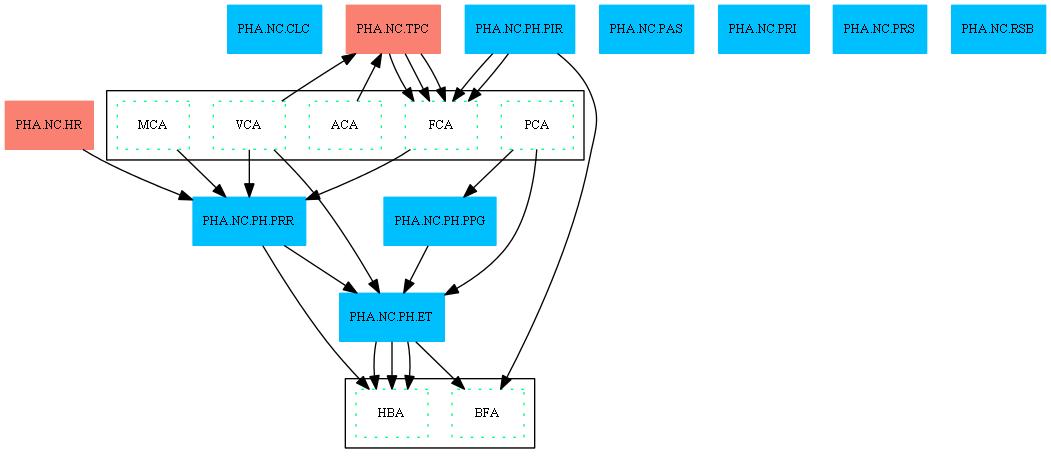 PHA.NC.CLC
PHA.NC.TPC
PHA.NC.PH.PIR
PHA.NC.PAS
PHA.NC.PRI
PHA.NC.PRS
PHA.NC.RSB
PHA.NC.HR
MCA
VCA
ACA
FCA
PCA
PHA.NC.PH.PRR
PHA.NC.PH.PPG
PHA.NC.PH.ET
HBA
BFA